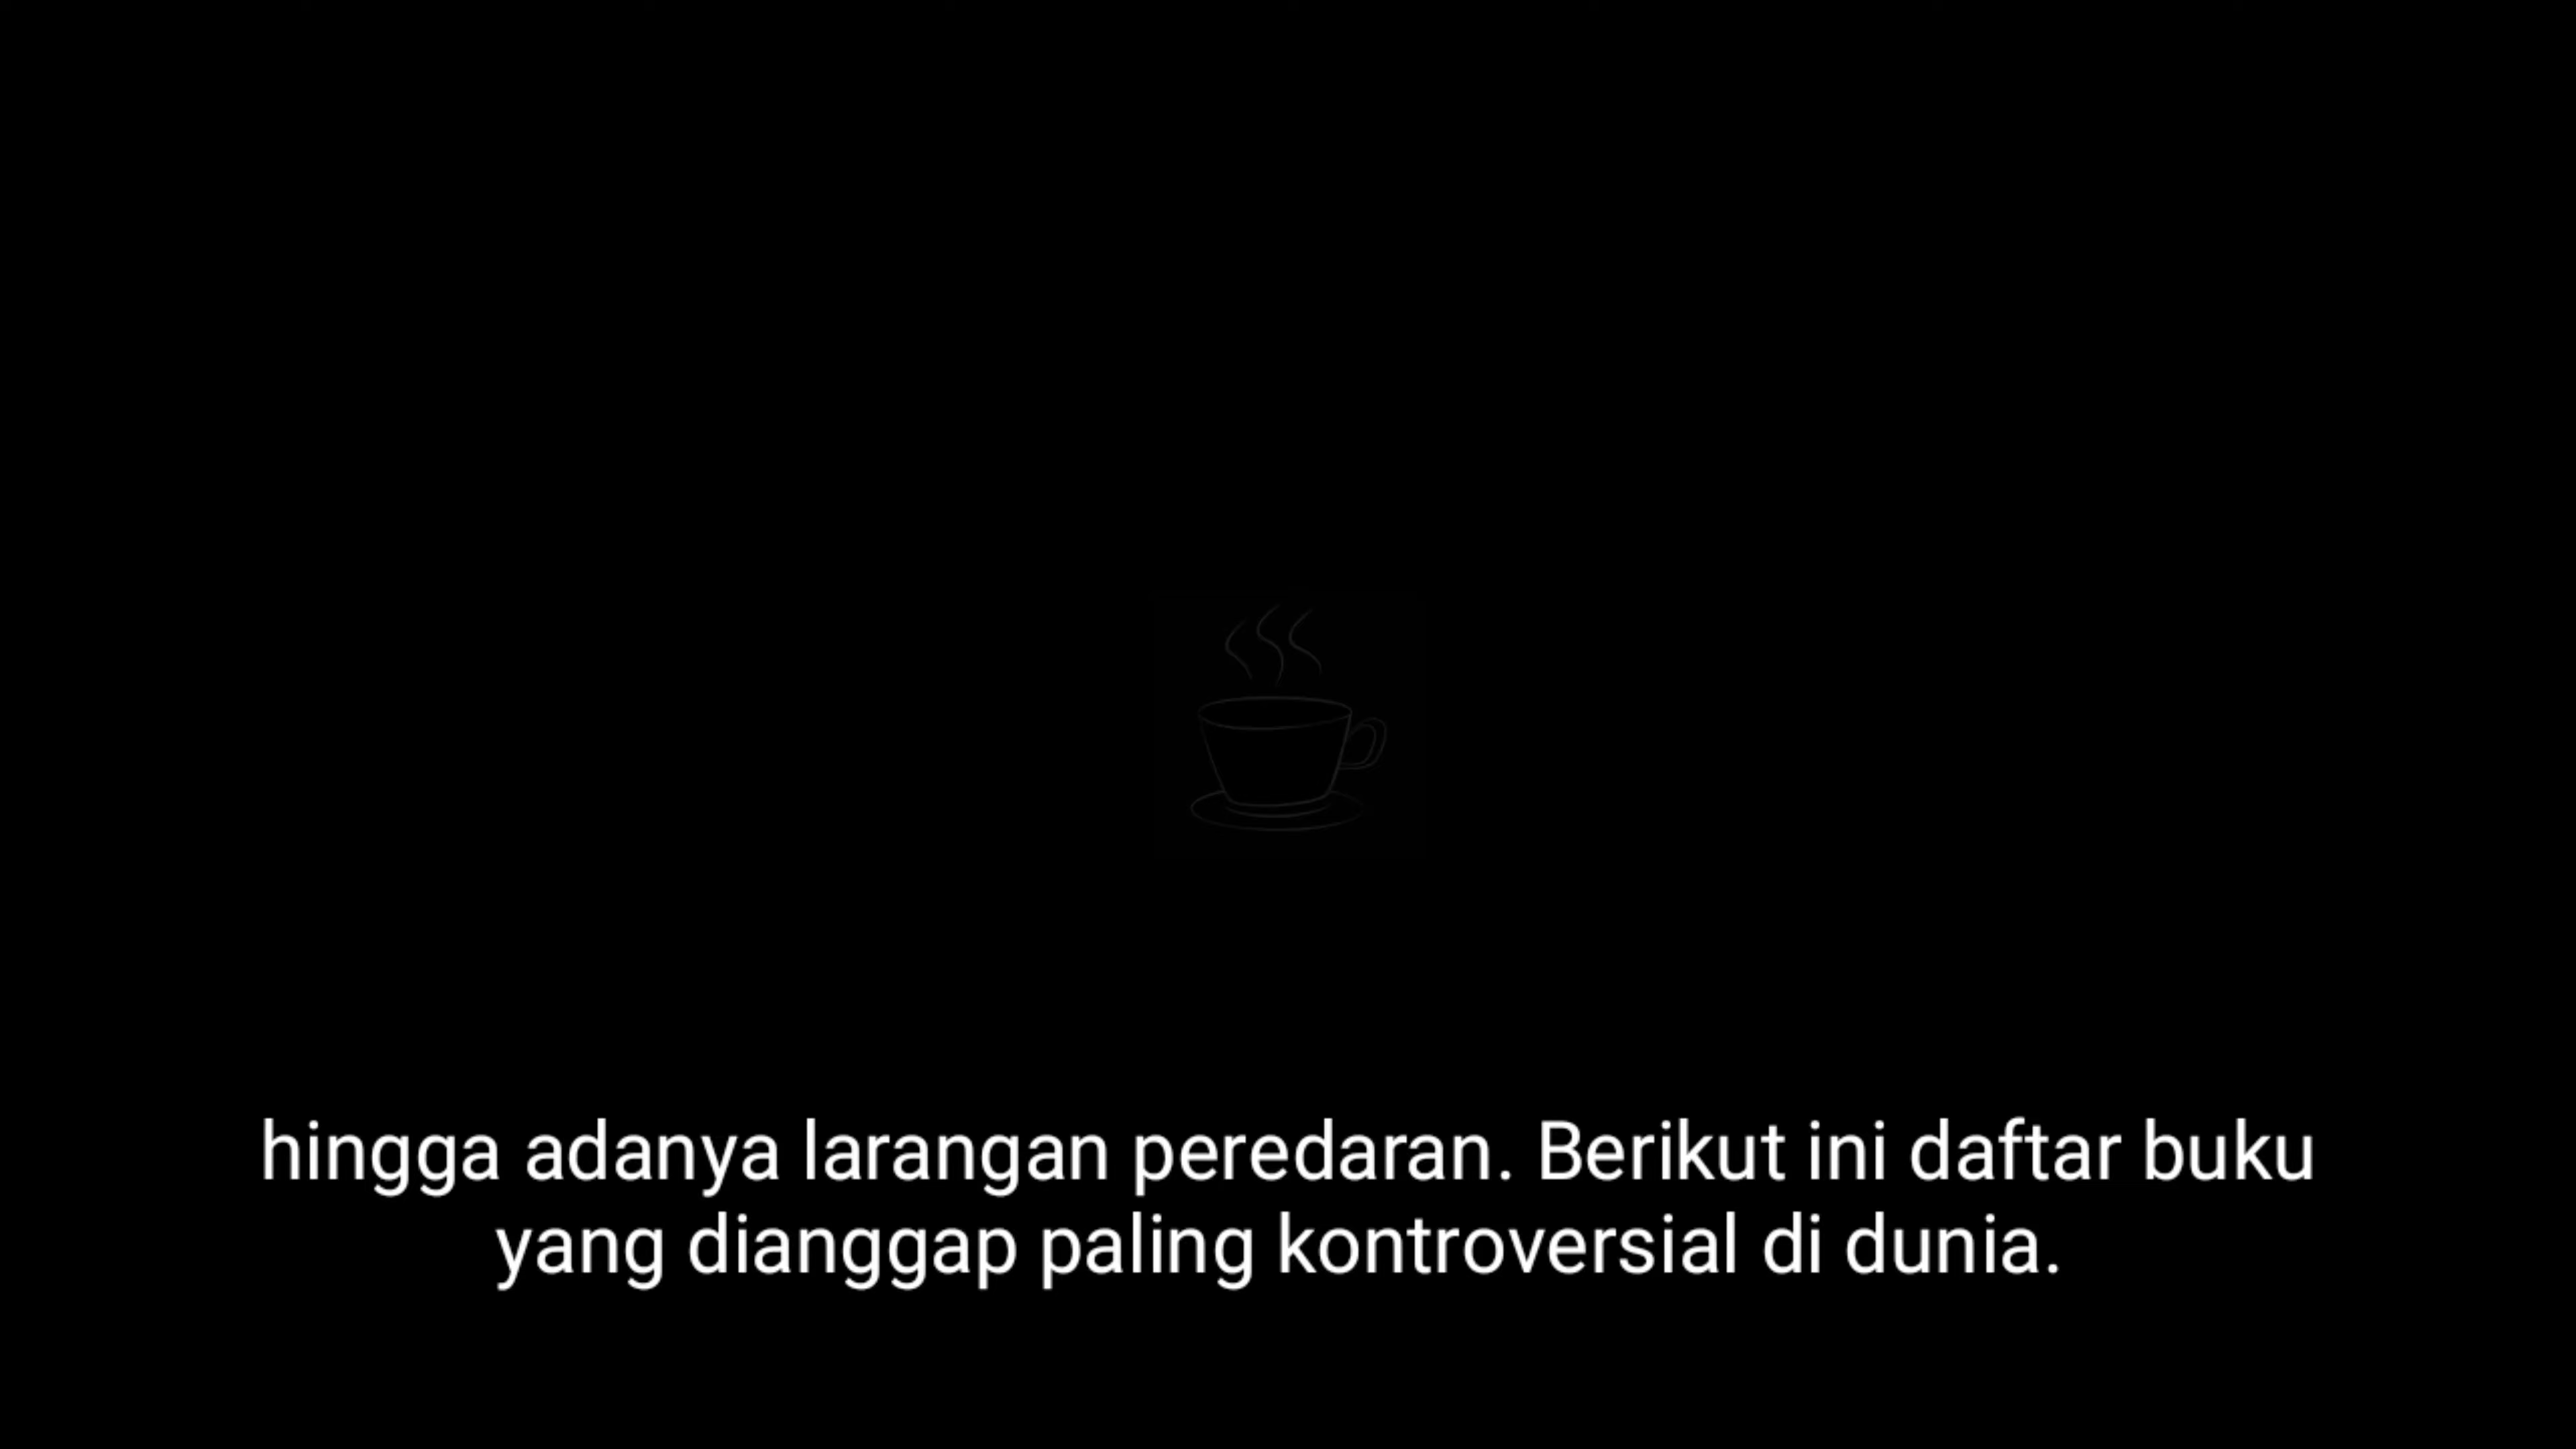 hingga adanya larangan peredaran. Berikut ini daftar buku
yang dianggap paling kontroversial di dunia.